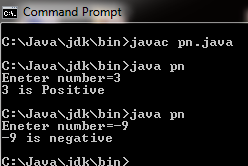 Command Prompt
C:\Java\jdk\bin>javac pn.java
C:\Java\jdk\bin>java pn
Eneter number=3
3 is Positive
C:\Java\jdk\bin>java pn
Eneter number=-9
-9 is negative
C:\Java\jdk\bin>